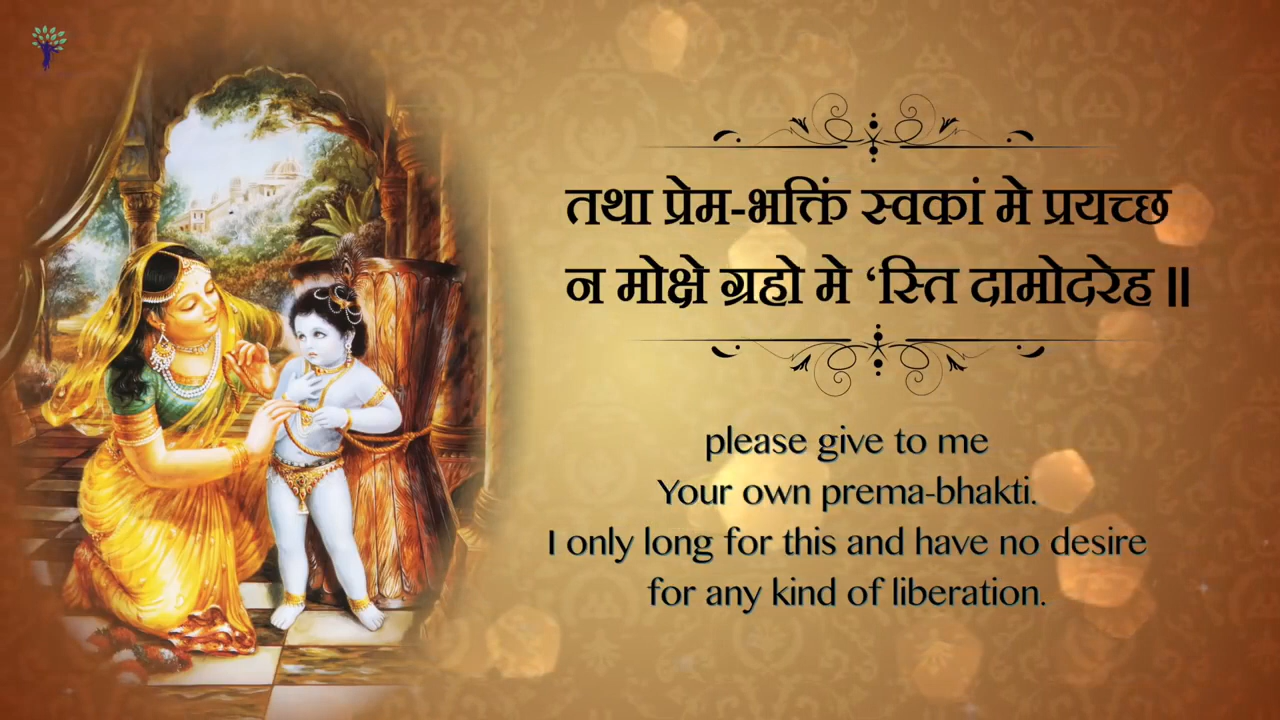 तथा प्रेम-भक्तिं स्वकां मे प्रयच्छ
न मोक्षे ग्रहो मे ‘स्ति दामोदरेह ॥
please give to me
Your own prema-bhakti.
I only long for this and have no desire
for any kind of liberation.